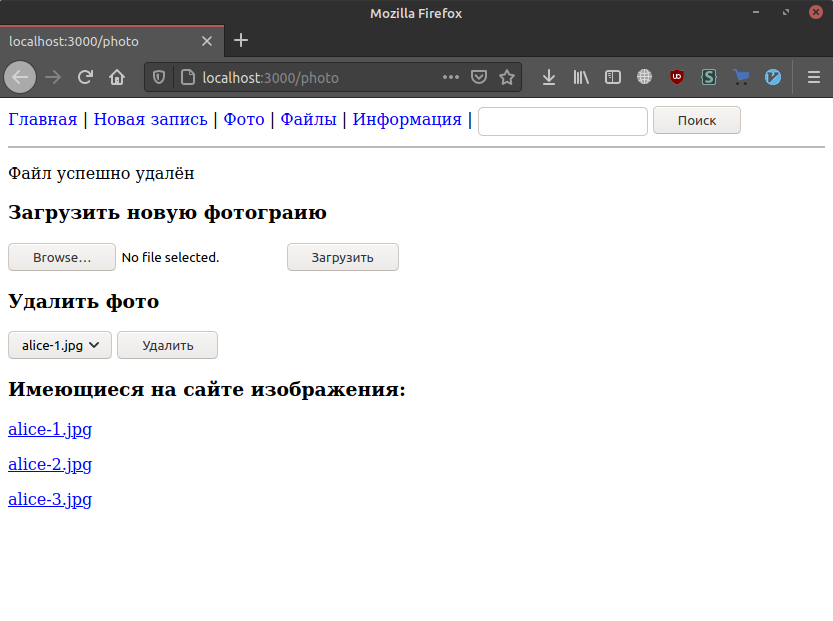 Mozilla Firefox
localhost:3000/photo
localhost:3000/photo
Главная | Новая запись | Фото | Файлы | Информация | Поиск
Файл успешно удалён
Загрузить новую фотограию
Browse... No file selected. Загрузить
Удалить фото
alice-1.jpg Удалить
Имеющиеся на сайте изображения:
alice-1.jpg
alice-2.jpg
alice-3.jpg